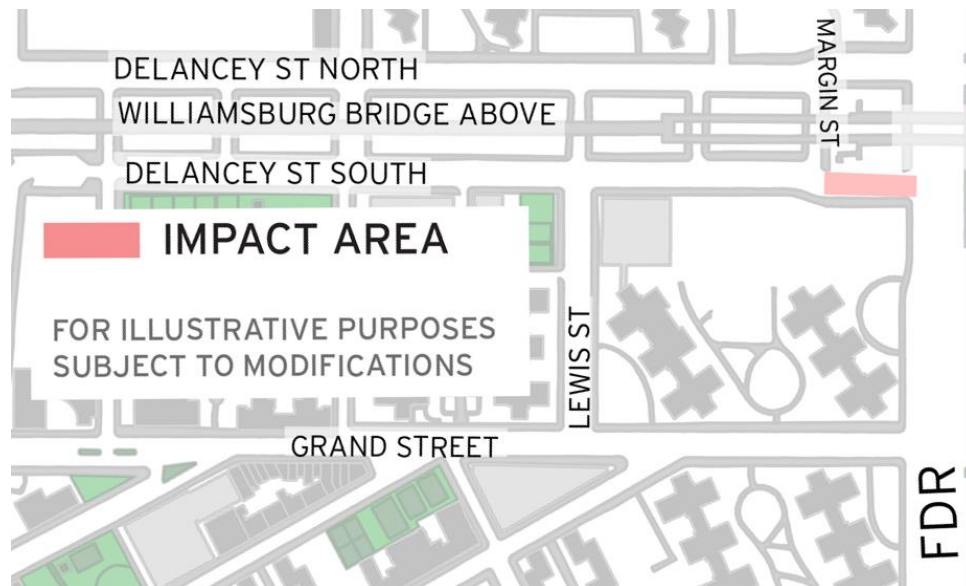 DELANCEY ST NORTH
WILLIAMSBURG BRIDGE ABOVE
MARGIN ST
DELANCEY ST SOUTH
IMPACT AREA
FOR ILLUSTRATIVE PURPOSES
SUBJECT TO MODIFICATIONS
LEWIS ST
GRAND STREET
FDR